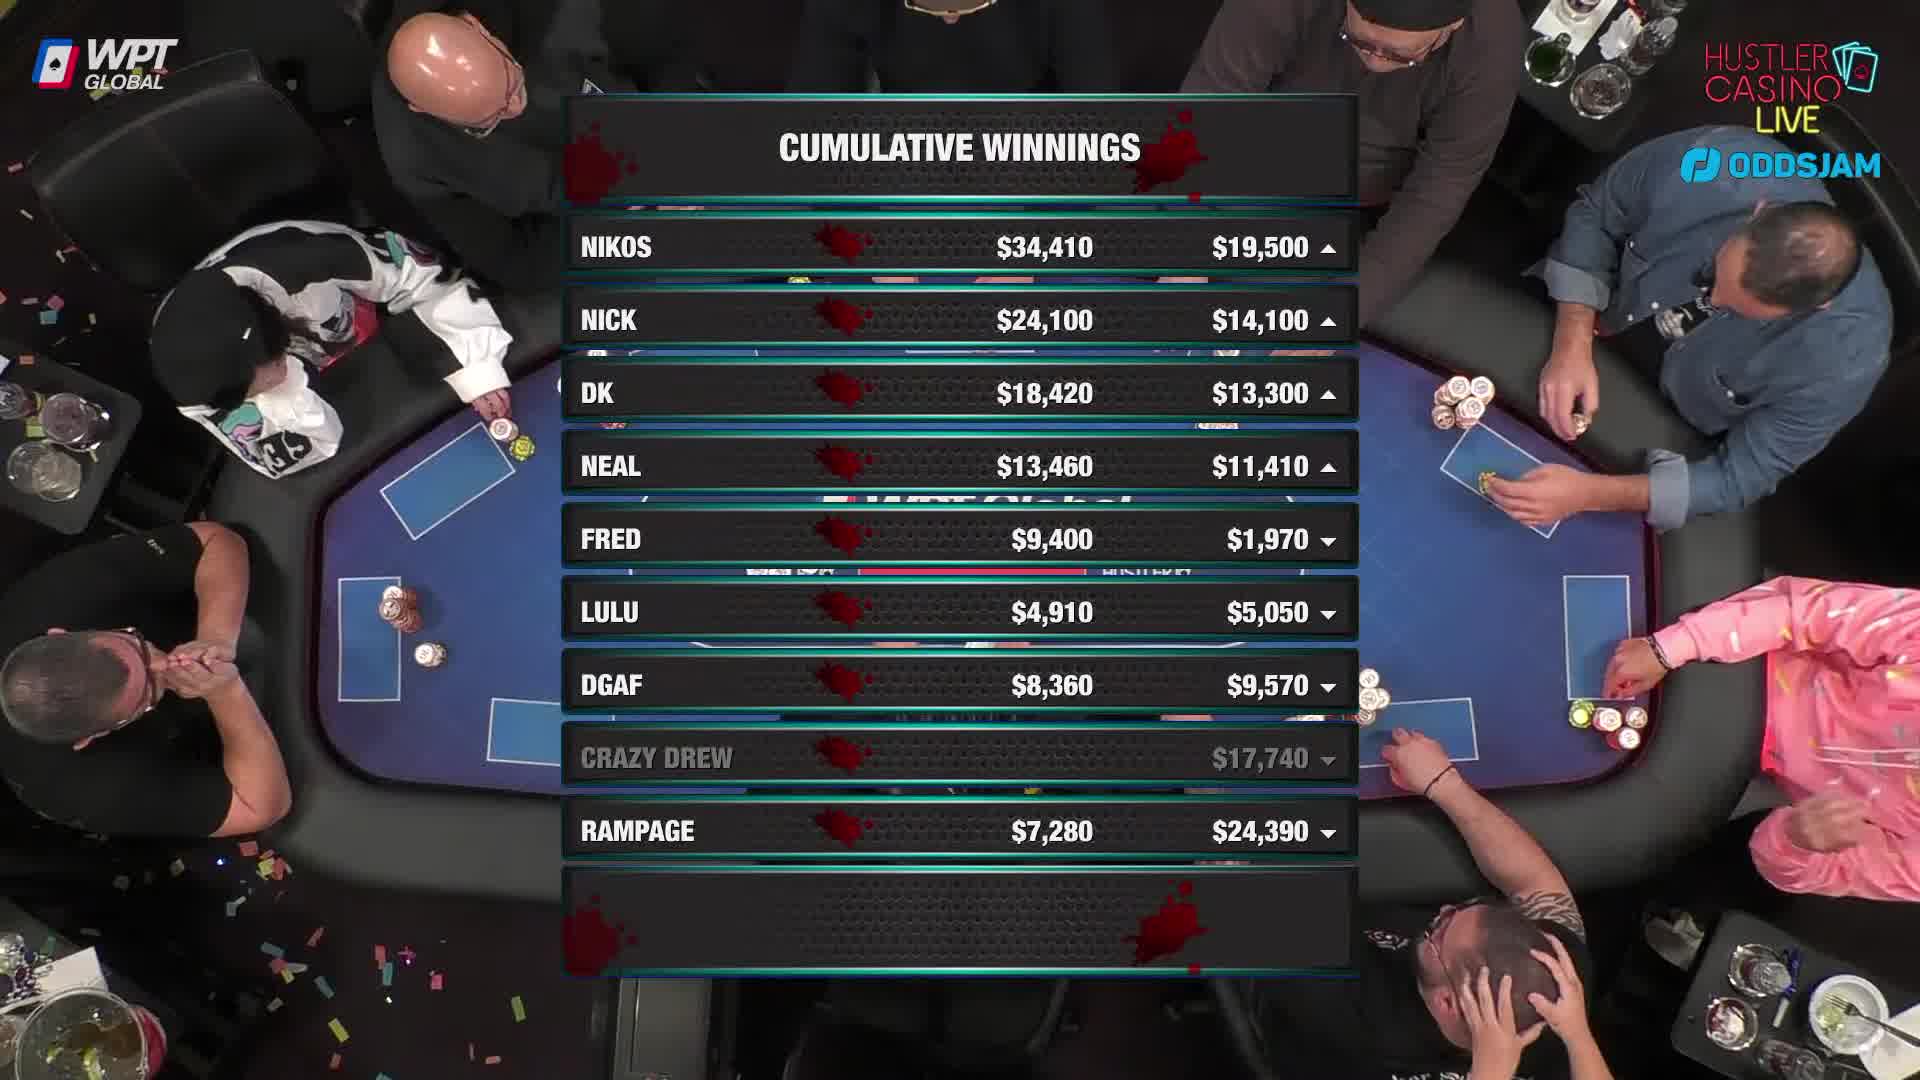 WPT
GLOBAL
HUSTLER
CASINO
LIVE
ODDSJAM
CUMULATIVE WINNINGS
NIKOS $34,410 $19,500
NICK $24,100 $14,100
DK $18,420 $13,300
NEAL $13,460 $11,410
FRED $9,400 $1,970
LULU $4,910 $5,050
DGAF $8,360 $9,570
CRAZY DREW $17,740
RAMPAGE $7,280 $24,390